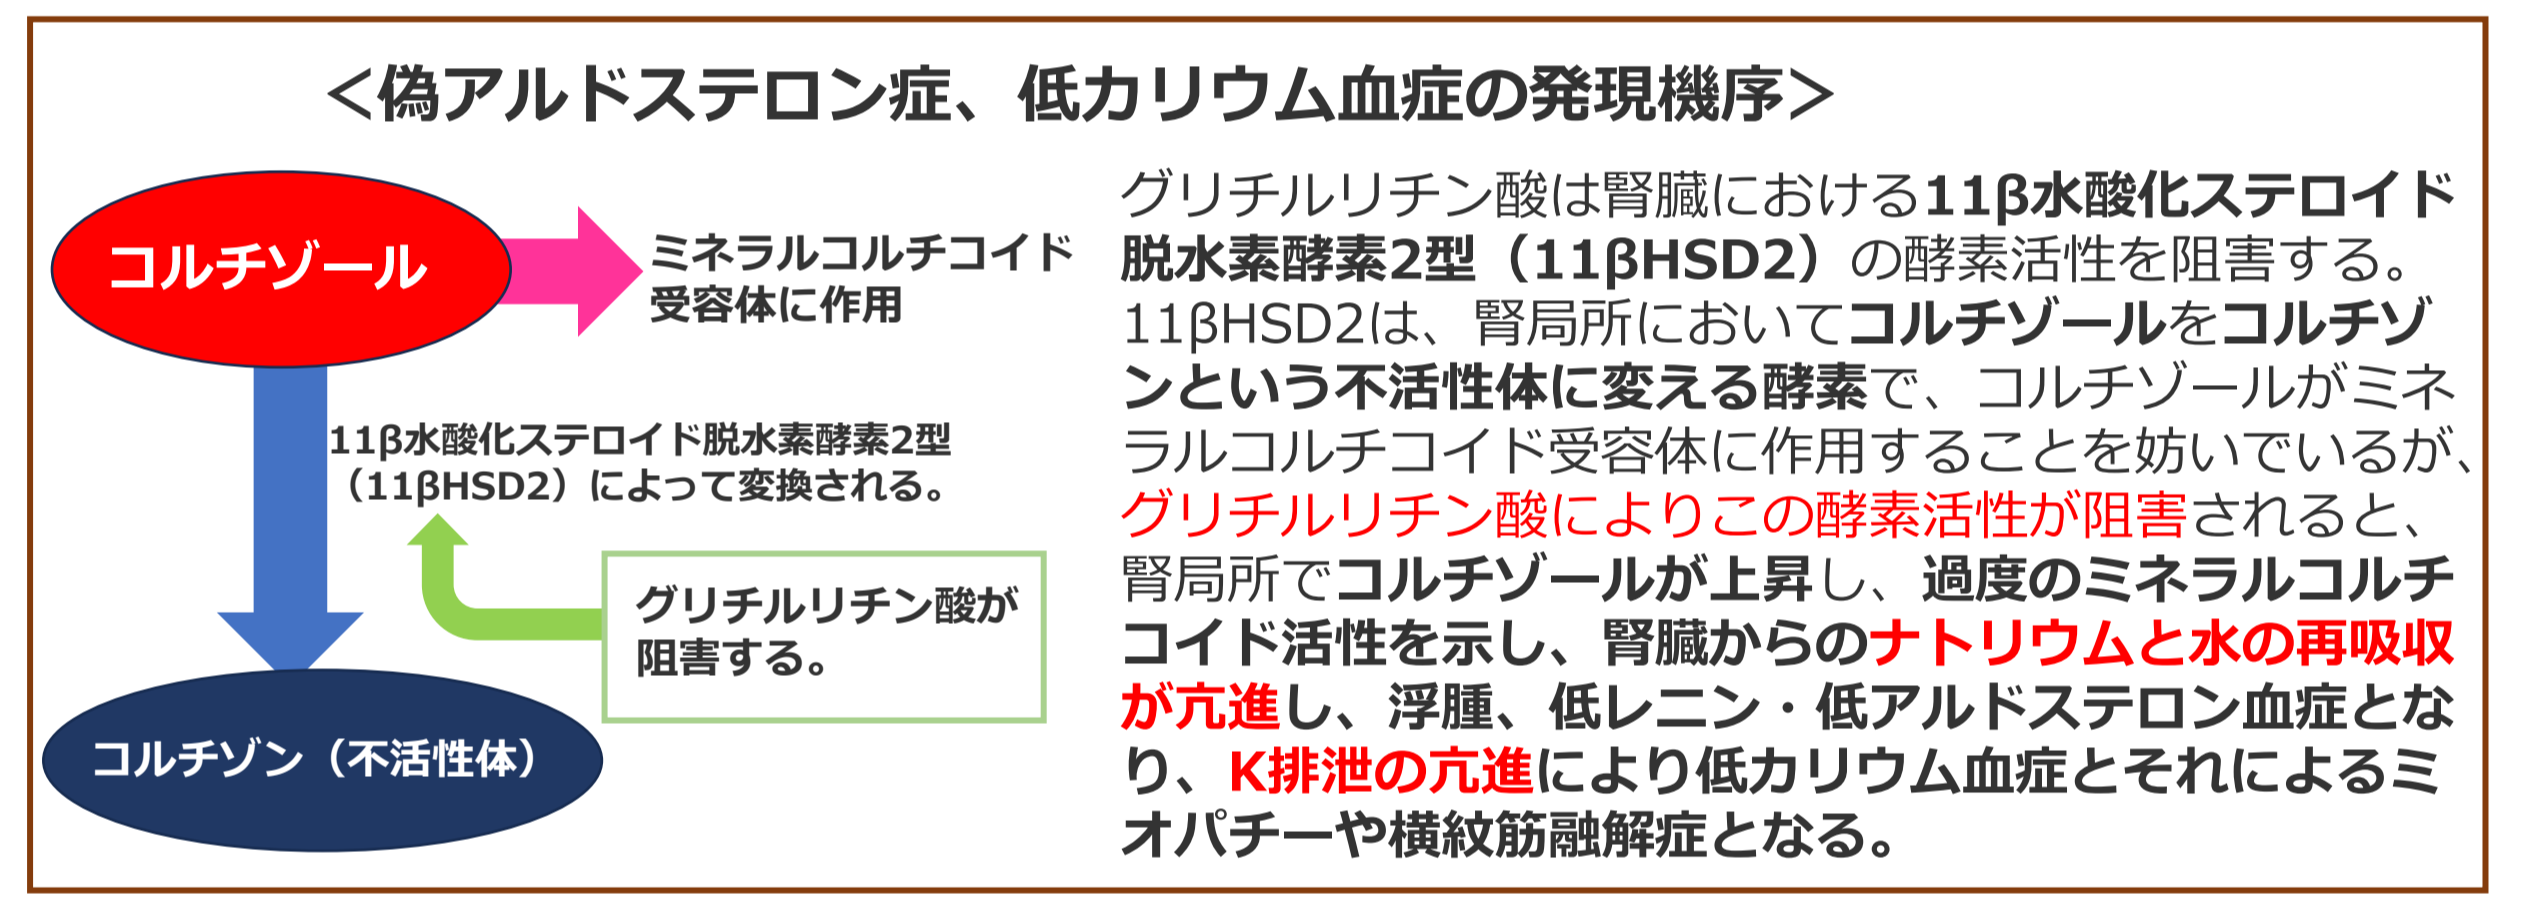 <偽アルドステロン症、低カリウム血症の発現機序>
コルチゾール
ミネラルコルチコイド
受容体に作用
11β水酸化ステロイド脱水素酵素2型
（11βHSD2）によって変換される。
グリチルリチン酸が
阻害する。
コルチゾン（不活性体）
グリチルリチン酸は腎臓における11β水酸化ステロイド
脱水素酵素2型（11βHSD2）の酵素活性を阻害する。
11βHSD2は、腎局所においてコルチゾールをコルチゾ
ンという不活性体に変える酵素で、コルチゾールがミネ
ラルコルチコイド受容体に作用することを妨いでいるが、
グリチルリチン酸によりこの酵素活性が阻害されると、
腎局所でコルチゾールが上昇し、過度のミネラルコルチ
コイド活性を示し、腎臓からのナトリウムと水の再吸収
が亢進し、浮腫、低レニン・低アルドステロン血症とな
り、K排泄の亢進により低カリウム血症とそれによるミ
オパチーや横紋筋融解症となる。